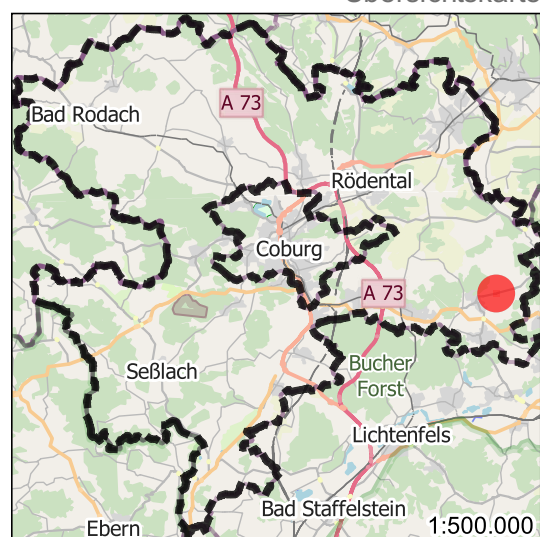 A 73
Bad Rodach
Rödental
Coburg
A 73
Bucher
Forst
Seßlach
Lichtenfels
Bad Staffelstein
Ebern
1:500.000